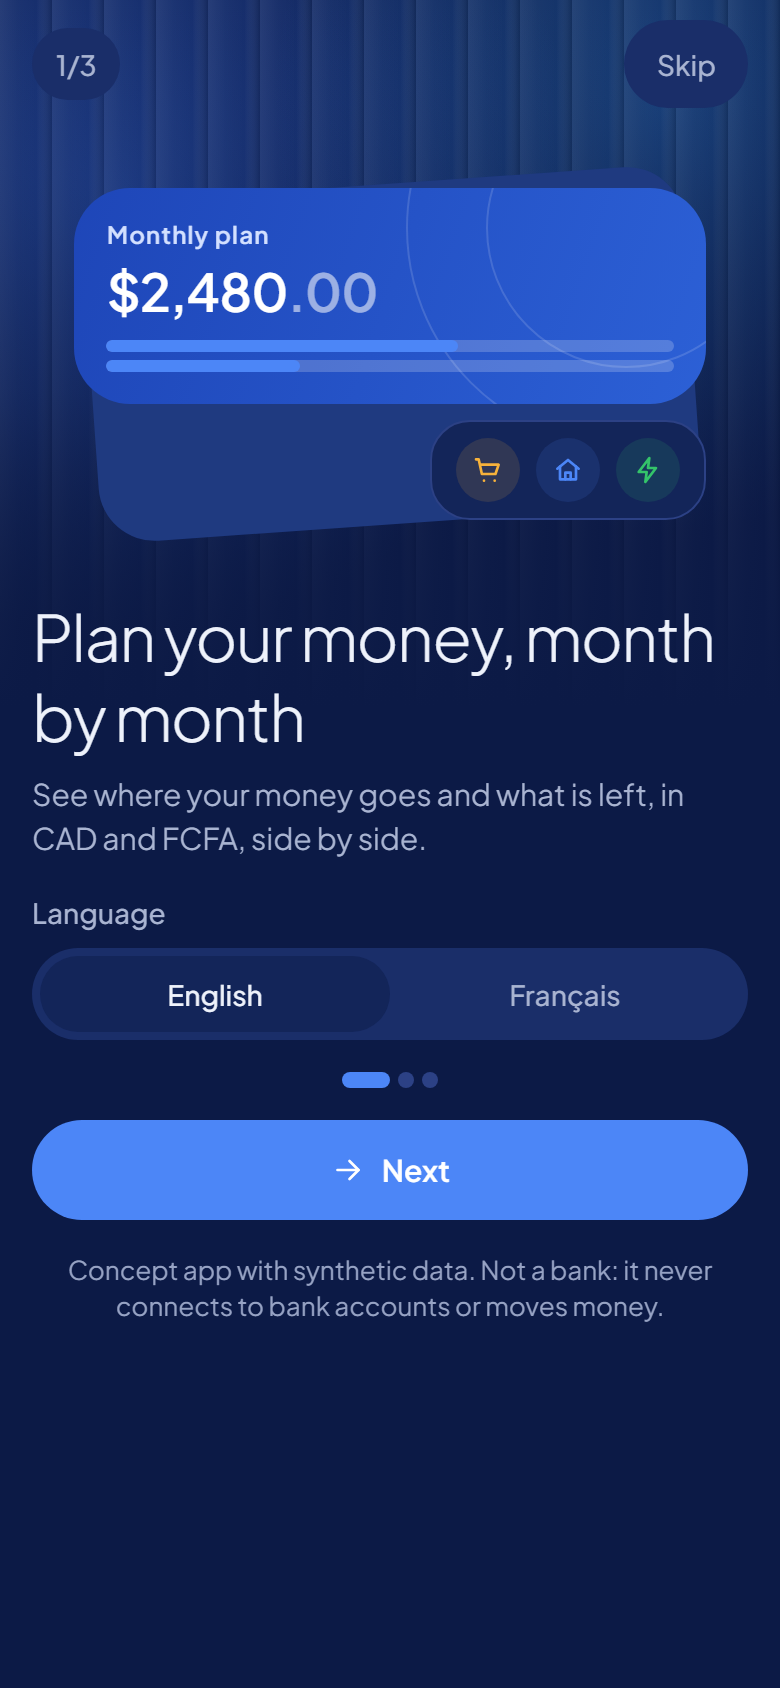 1/3
Skip
Monthly plan
$2,480.00
Plan your money, month
by month
See where your money goes and what is left, in
CAD and FCFA, side by side.
Language
English
Français
Next
Concept app with synthetic data. Not a bank: it never
connects to bank accounts or moves money.